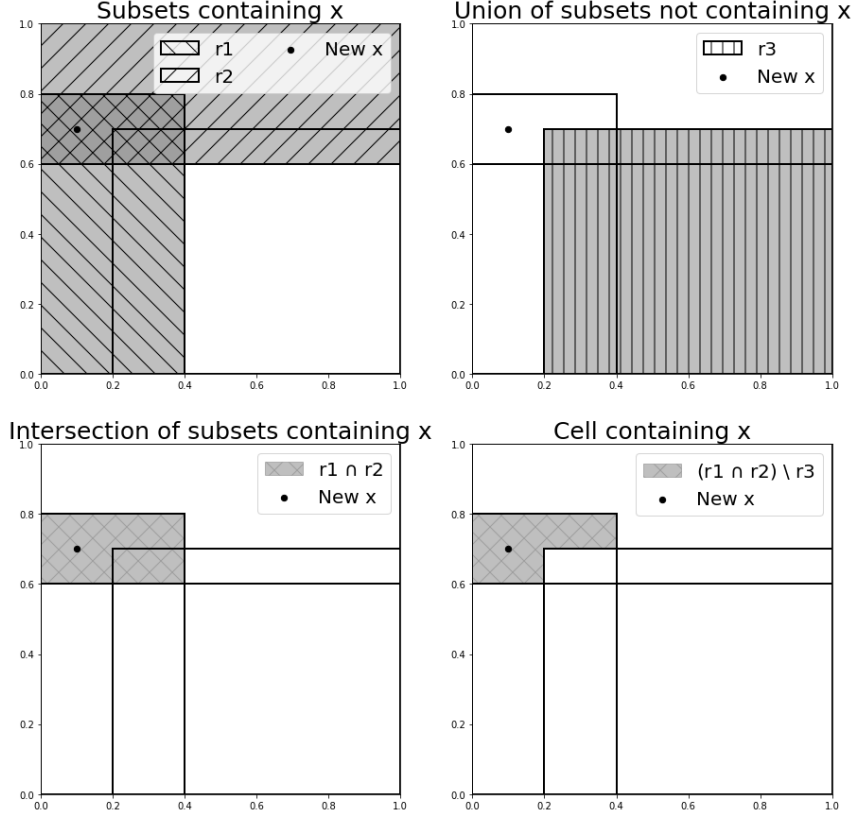 Subsets containing x
r1
r2
New x
1.0
0.8
0.6
0.4
0.2
0.0
0.0 0.2 0.4 0.6 0.8 1.0
Union of subsets not containing x
r3
New x
1.0
0.8
0.6
0.4
0.2
0.0
0.0 0.2 0.4 0.6 0.8 1.0
Intersection of subsets containing x
r1 ∩ r2
New x
1.0
0.8
0.6
0.4
0.2
0.0
0.0 0.2 0.4 0.6 0.8 1.0
Cell containing x
(r1 ∩ r2) \ r3
New x
1.0
0.8
0.6
0.4
0.2
0.0
0.0 0.2 0.4 0.6 0.8 1.0